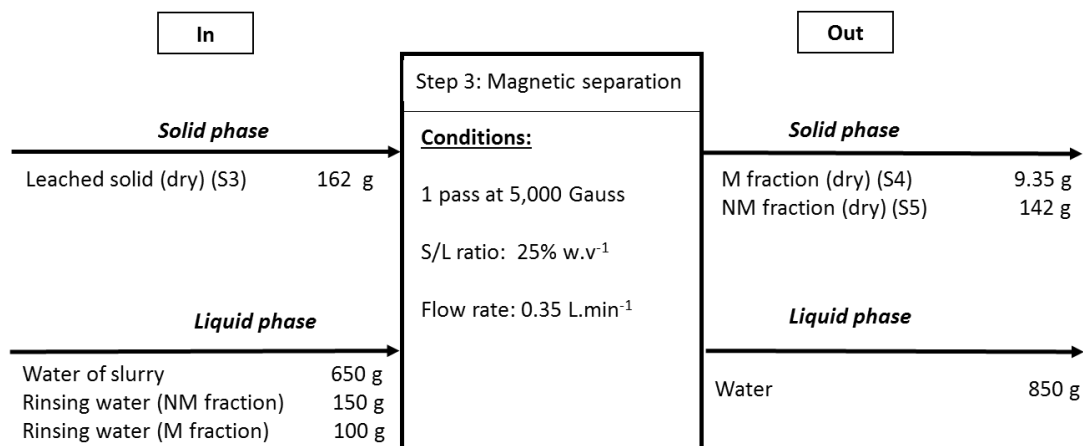 In
Out
Step 3: Magnetic separation
Solid phase
Solid phase
Conditions:
Leached solid (dry) (S3) 162 g
M fraction (dry) (S4) 9.35 g
1 pass at 5,000 Gauss
NM fraction (dry) (S5) 142 g
S/L ratio: 25% w.v-1
Flow rate: 0.35 L.min-1
Liquid phase
Liquid phase
Water of slurry 650 g
Water 850 g
Rinsing water (NM fraction) 150 g
Rinsing water (M fraction) 100 g